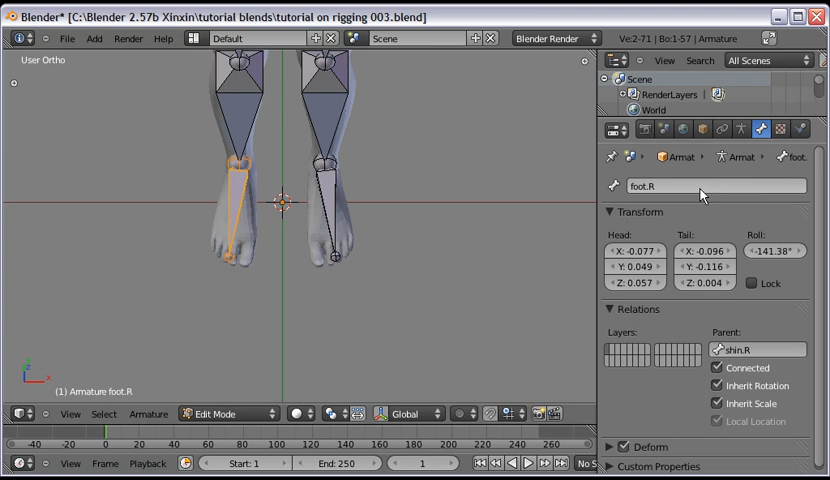 Blender* [C:\Blender 2.57b Xinxin\tutorial blends\tutorial on rigging 003.blend]
File Add Render Help Default Scene Blender Render Ve:2-71 | Bo:1-57 | Armature
User Ortho
View Search All Scenes
Scene
RenderLayers |
World
Armat Armat foot.
foot.R
Transform
Head: Tail: Roll:
X: -0.077 X: -0.096 -141.38°
Y: 0.049 Y: -0.116
Z: 0.057 Z: 0.004 Lock
Relations
Layers: Parent:
shin.R
Connected
Inherit Rotation
Inherit Scale
Local Location
Deform
Custom Properties
(1) Armature foot.R
View Select Armature Edit Mode Global
-40 -20 0 20 40 60 80 100 120 140 160 180 200 220 240 260
View Frame Playback Start: 1 End: 250 1 No S